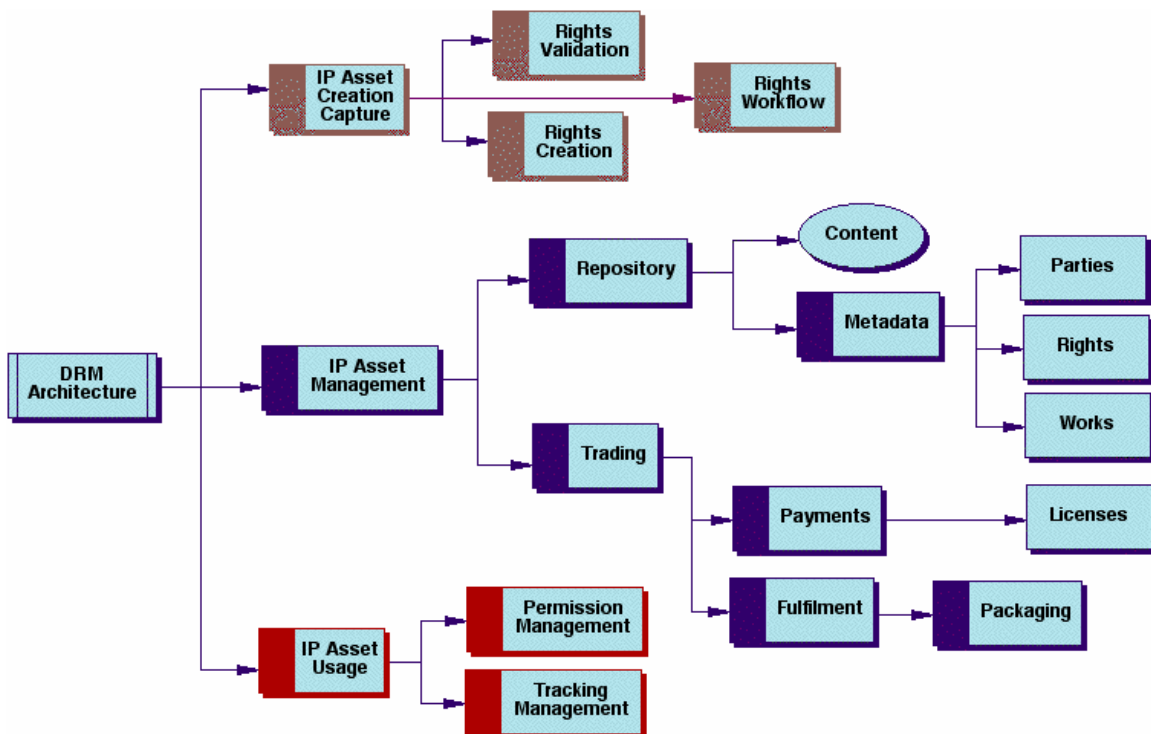 Rights
Validation
IP Asset
Creation
Capture
Rights
Workflow
Rights
Creation
Content
Repository
Parties
Metadata
Rights
DRM
Architecture
IP Asset
Management
Works
Trading
Payments
Licenses
Permission
Management
Fulfilment
Packaging
IP Asset
Usage
Tracking
Management